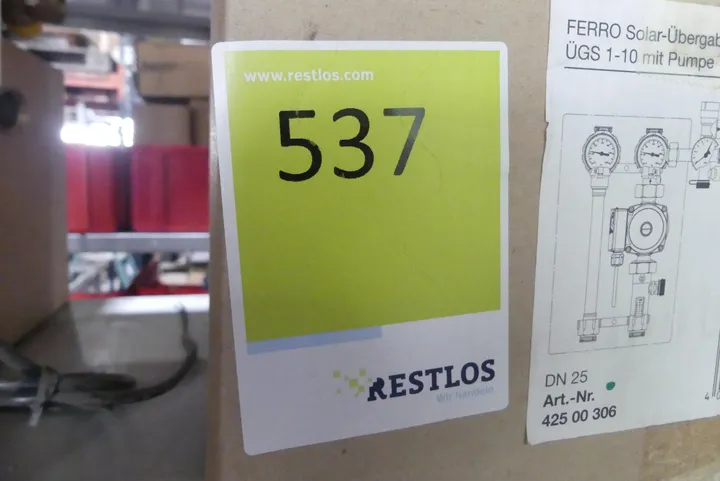 www.restlos.com
537
RESTLOS
Wir handeln
FERRO Solar-Übergab
ÜGS 1-10 mit Pumpe
DN 25
Art.-Nr.
425 00 306